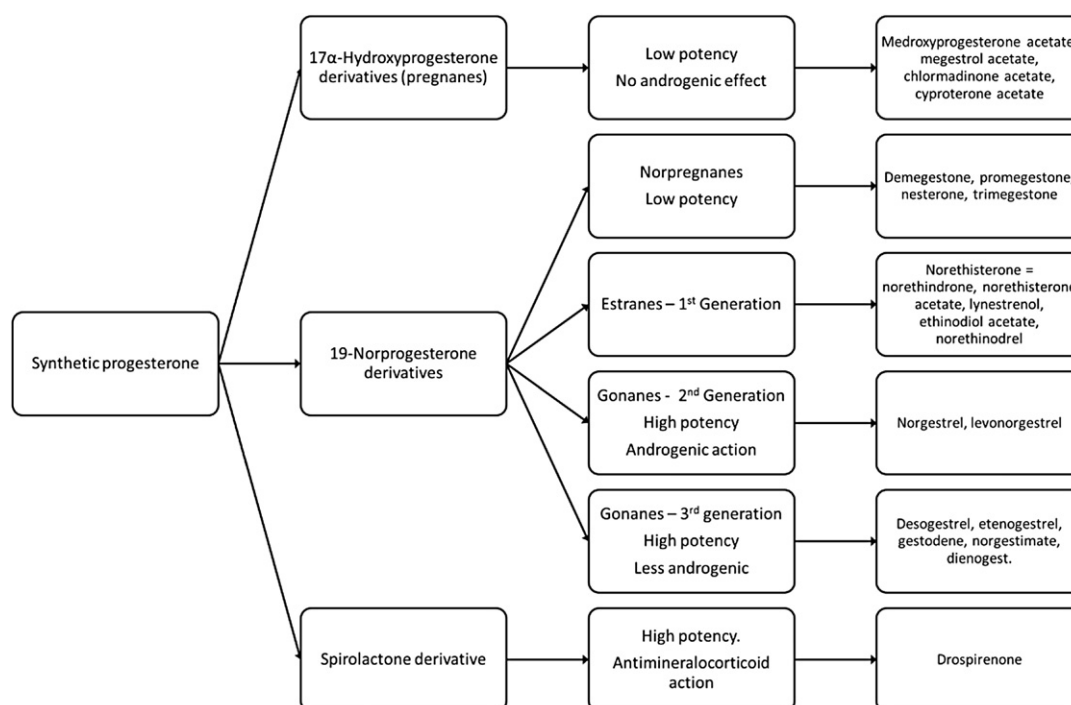 17α-Hydroxyprogesterone
derivatives (pregnanes)
Low potency
No androgenic effect
Medroxyprogesterone acetate,
megestrol acetate,
chlormadinone acetate,
cyproterone acetate
Norpregnanes
Low potency
Demegestone, promegestone,
nesterone, trimegestone
Estranes – 1st Generation
Norethisterone =
norethindrone, norethisterone
acetate, lynestrenol,
ethinodiol acetate,
norethinodrel
Synthetic progesterone
19-Norprogesterone
derivatives
Gonanes - 2nd Generation
High potency
Androgenic action
Norgestrel, levonorgestrel
Gonanes – 3rd generation
High potency
Less androgenic
Desogestrel, etenogestrel,
gestodene, norgestimate,
dienogest.
Spirolactone derivative
High potency.
Antimineralocorticoid
action
Drospirenone